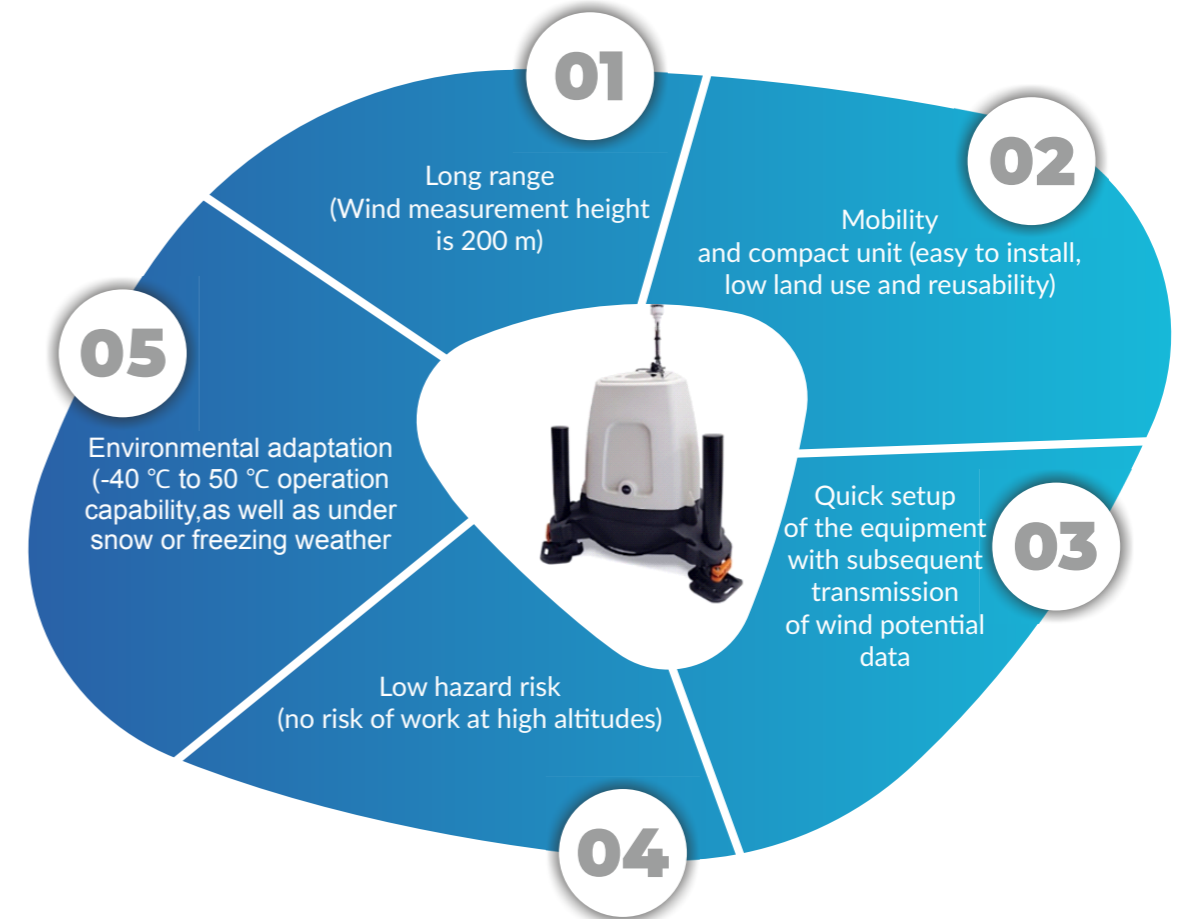 01
Long range
(Wind measurement height
is 200 m)
02
Mobility
and compact unit (easy to install,
low land use and reusability)
03
Quick setup
of the equipment
with subsequent
transmission
of wind potential
data
04
Low hazard risk
(no risk of work at high altitudes)
05
Environmental adaptation
(-40 °C to 50 °C operation
capability,as well as under
snow or freezing weather